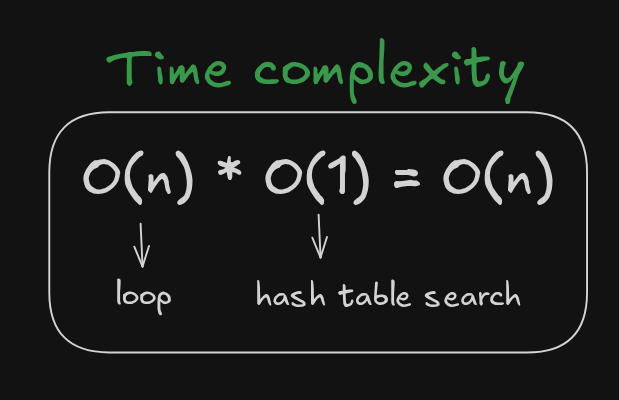 Time complexity
O(n) * O(1) = O(n)
loop
hash table search